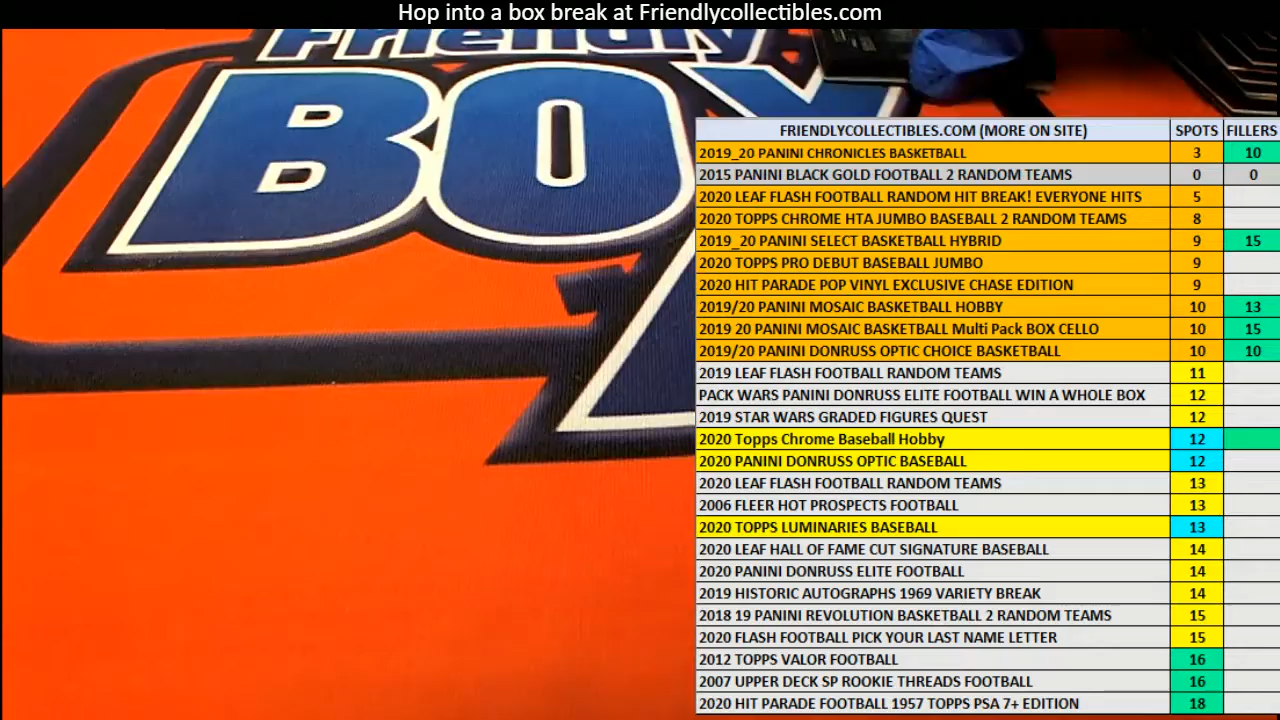 Hop into a box break at Friendlycollectibles.com
Friendly
BO
FRIENDLYCOLLECTIBLES.COM (MORE ON SITE) SPOTS FILLERS
2019_20 PANINI CHRONICLES BASKETBALL 3 10
2015 PANINI BLACK GOLD FOOTBALL 2 RANDOM TEAMS 0 0
2020 LEAF FLASH FOOTBALL RANDOM HIT BREAK! EVERYONE HITS 5
2020 TOPPS CHROME HTA JUMBO BASEBALL 2 RANDOM TEAMS 8
2019_20 PANINI SELECT BASKETBALL HYBRID 9 15
2020 TOPPS PRO DEBUT BASEBALL JUMBO 9
2020 HIT PARADE POP VINYL EXCLUSIVE CHASE EDITION 9
2019/20 PANINI MOSAIC BASKETBALL HOBBY 10 13
2019 20 PANINI MOSAIC BASKETBALL Multi Pack BOX CELLO 10 15
2019/20 PANINI DONRUSS OPTIC CHOICE BASKETBALL 10 10
2019 LEAF FLASH FOOTBALL RANDOM TEAMS 11
PACK WARS PANINI DONRUSS ELITE FOOTBALL WIN A WHOLE BOX 12
2019 STAR WARS GRADED FIGURES QUEST 12
2020 Topps Chrome Baseball Hobby 12
2020 PANINI DONRUSS OPTIC BASEBALL 12
2020 LEAF FLASH FOOTBALL RANDOM TEAMS 13
2006 FLEER HOT PROSPECTS FOOTBALL 13
2020 TOPPS LUMINARIES BASEBALL 13
2020 LEAF HALL OF FAME CUT SIGNATURE BASEBALL 14
2020 PANINI DONRUSS ELITE FOOTBALL 14
2019 HISTORIC AUTOGRAPHS 1969 VARIETY BREAK 14
2018 19 PANINI REVOLUTION BASKETBALL 2 RANDOM TEAMS 15
2020 FLASH FOOTBALL PICK YOUR LAST NAME LETTER 15
2012 TOPPS VALOR FOOTBALL 16
2007 UPPER DECK SP ROOKIE THREADS FOOTBALL 16
2020 HIT PARADE FOOTBALL 1957 TOPPS PSA 7+ EDITION 18